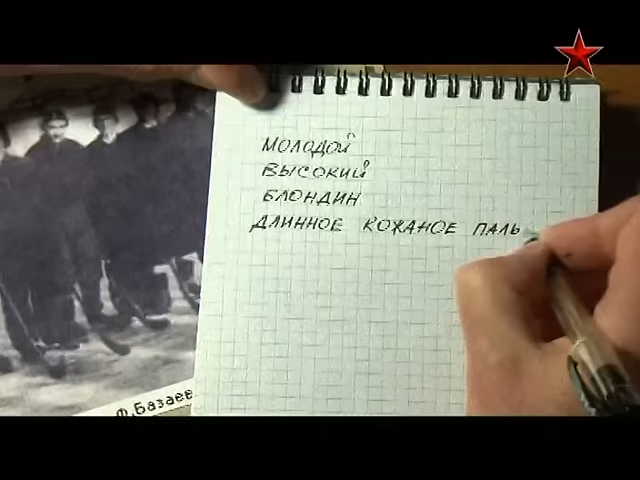 МОЛОДОЙ
ВЫСОКИЙ
БЛОНДИН
ДЛИННОЕ КОЖАНОЕ ПАЛЬ
Ф.Базаев